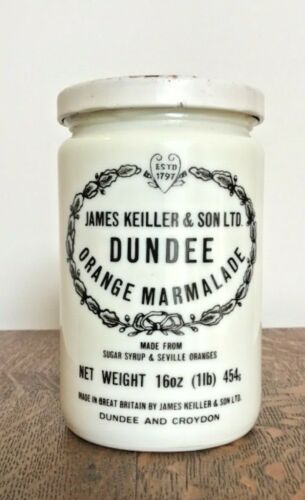 ESTD
1797
JAMES KEILLER & SON LTD.
DUNDEE
ORANGE MARMALADE
MADE FROM
SUGAR SYRUP & SEVILLE ORANGES
NET WEIGHT 16oz (1lb) 454g
MADE IN GREAT BRITAIN BY JAMES KEILLER & SON LTD.
DUNDEE AND CROYDON